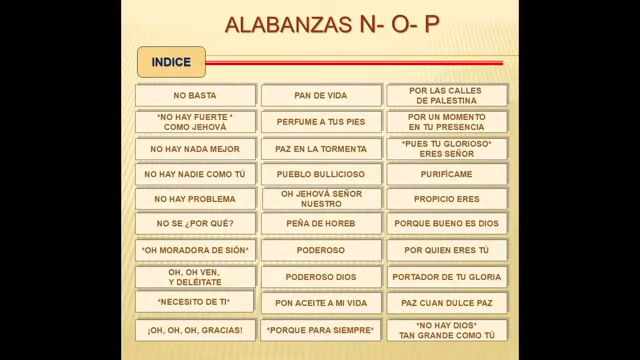 ALABANZAS N- O- P
INDICE
NO BASTA
PAN DE VIDA
POR LAS CALLES
DE PALESTINA
*NO HAY FUERTE *
COMO JEHOVÀ
PERFUME A TUS PIES
POR UN MOMENTO
EN TU PRESENCIA
NO HAY NADA MEJOR
PAZ EN LA TORMENTA
*PUES TU GLORIOSO*
ERES SEÑOR
NO HAY NADIE COMO TÚ
PUEBLO BULLICIOSO
PURIFÍCAME
NO HAY PROBLEMA
OH JEHOVÁ SEÑOR
NUESTRO
PROPICIO ERES
NO SE ¿POR QUÉ?
PEÑA DE HOREB
PORQUE BUENO ES DIOS
*OH MORADORA DE SIÓN*
PODEROSO
POR QUIEN ERES TÚ
OH, OH VEN,
Y DELÉITATE
PODEROSO DIOS
PORTADOR DE TU GLORIA
*NECESITO DE TI*
PON ACEITE A MI VIDA
PAZ CUAN DULCE PAZ
¡OH, OH, OH, GRACIAS!
*PORQUE PARA SIEMPRE*
*NO HAY DIOS*
TAN GRANDE COMO TÚ